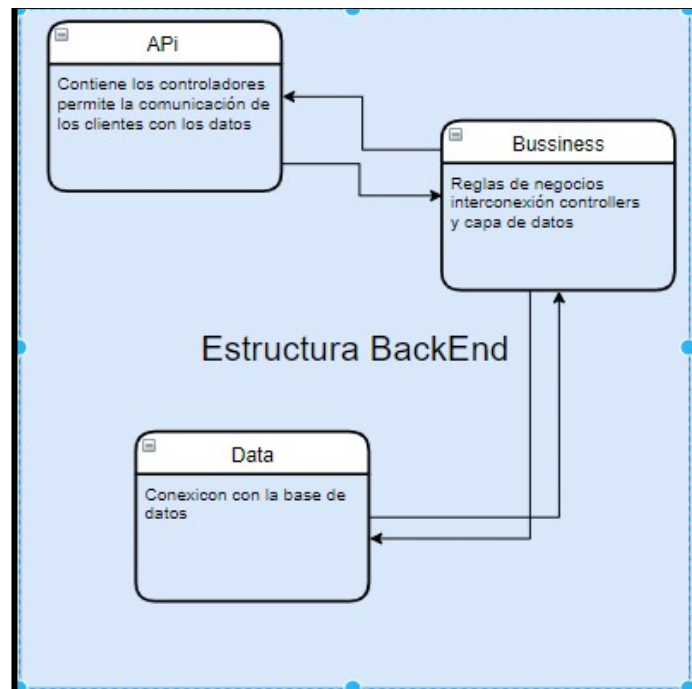 APi
Contiene los controladores
permite la comunicación de
los clientes con los datos
Bussiness
Reglas de negocios
interconexión controllers
y capa de datos
Estructura BackEnd
Data
Conexicon con la base de
datos